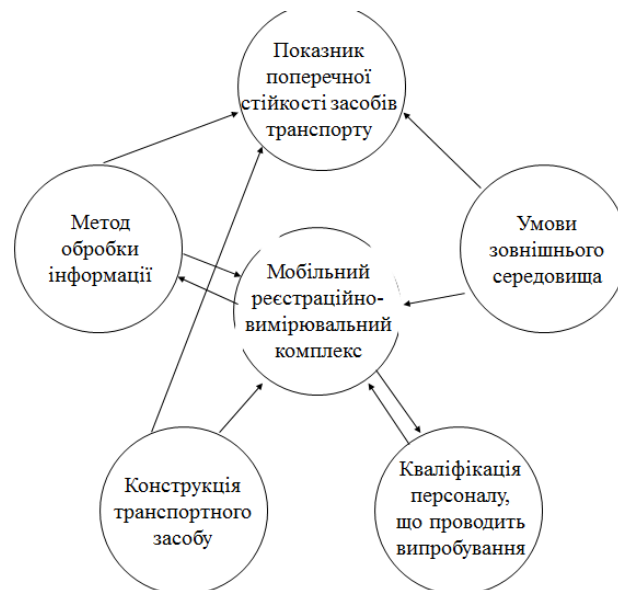 Показник
поперечної
стійкості засобів
транспорту
Метод
обробки
інформації
Умови
зовнішнього
середовища
Мобільний
реєстраційно-
вимірювальний
комплекс
Конструкція
транспортного
засобу
Кваліфікація
персоналу,
що проводить
випробування